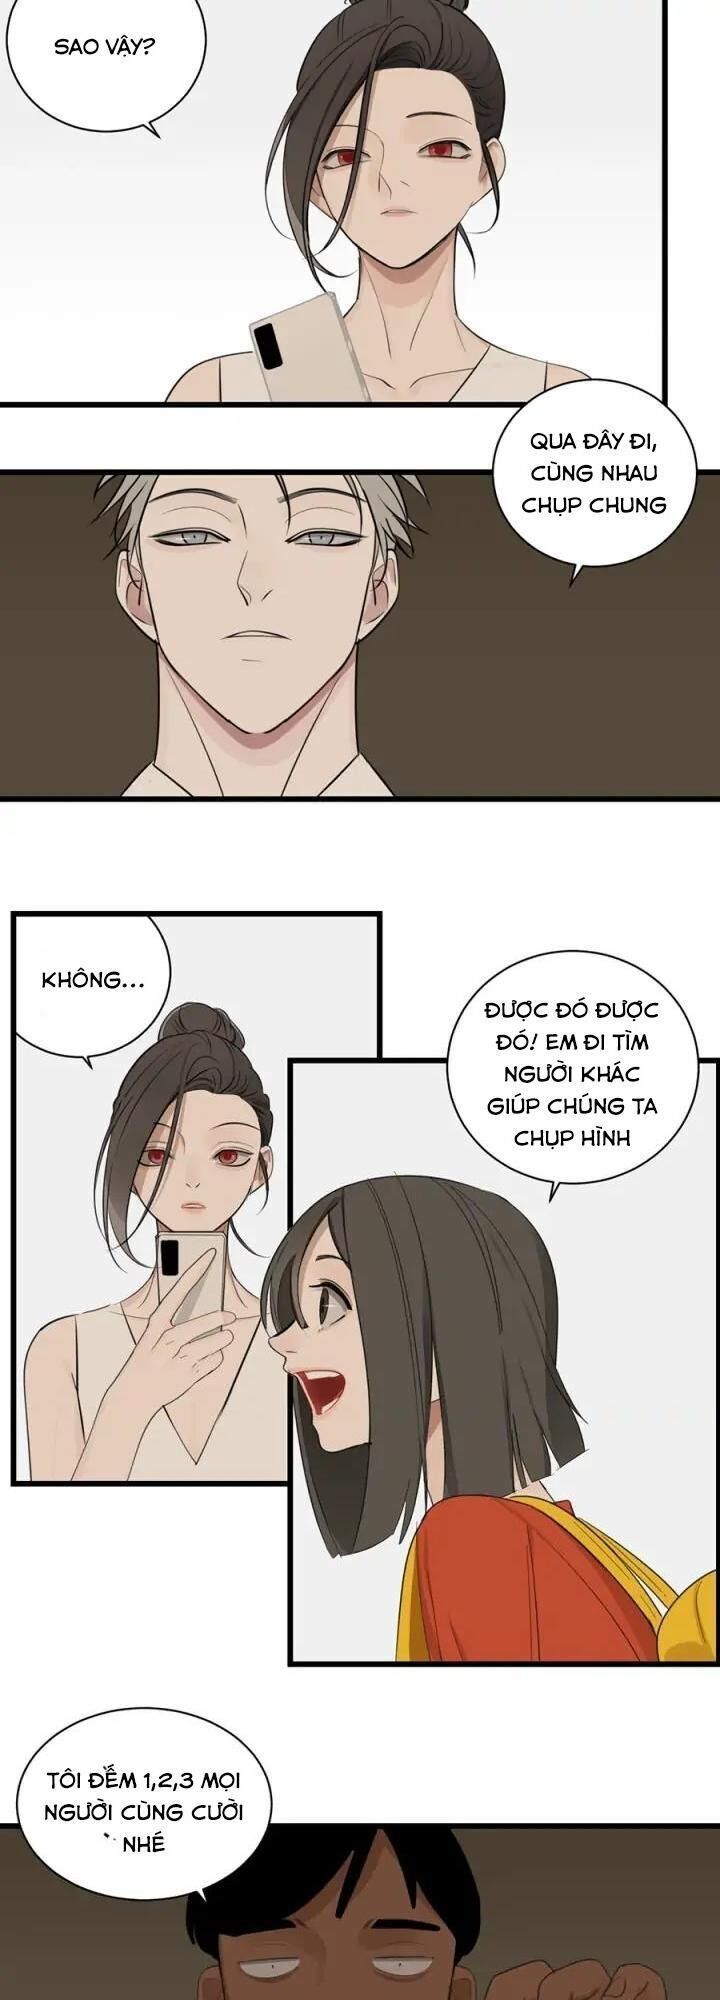 SAO VẬY?
QUA ĐÂY ĐI,
CÙNG NHAU
CHỤP CHUNG
KHÔNG...
ĐƯỢC ĐÓ ĐƯỢC
ĐÓ! EM ĐI TÌM
NGƯỜI KHÁC
GIÚP CHÚNG TA
CHỤP HÌNH
TÔI ĐẾM 1,2,3 MỌI
NGƯỜI CÙNG CƯỜI
NHÉ